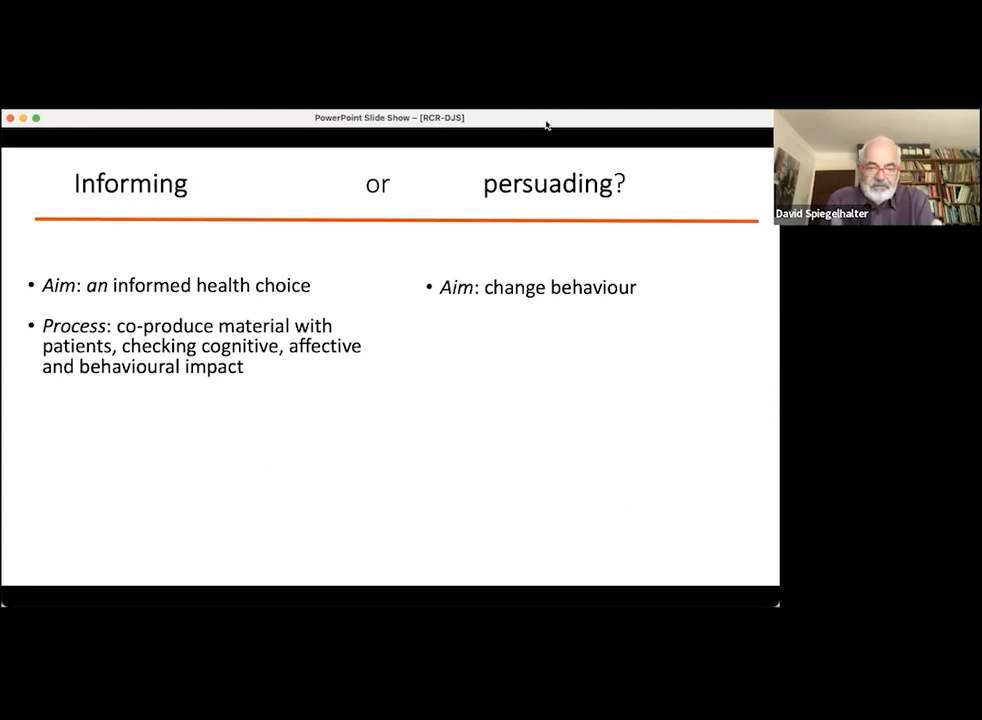 PowerPoint Slide Show – [RCR-DJS]
Informing or persuading?
• Aim: an informed health choice
• Process: co-produce material with
patients, checking cognitive, affective
and behavioural impact
• Aim: change behaviour
David Spiegelhalter